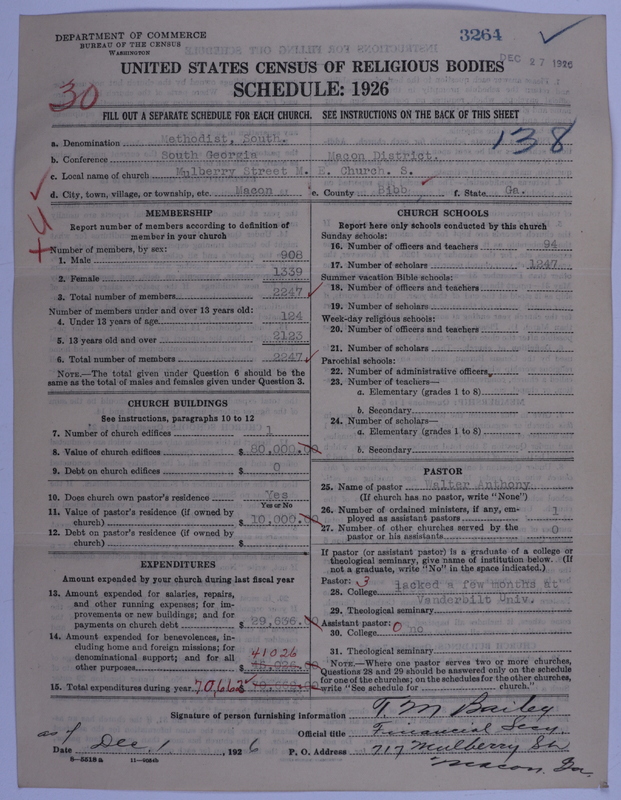 DEPARTMENT OF COMMERCE
BUREAU OF THE CENSUS
WASHINGTON
3264
DEC 27 1926
UNITED STATES CENSUS OF RELIGIOUS BODIES
SCHEDULE: 1926
30
FILL OUT A SEPARATE SCHEDULE FOR EACH CHURCH. SEE INSTRUCTIONS ON THE BACK OF THIS SHEET
138
a. Denomination Methodist, South.
b. Conference South Georgia Macon District.
c. Local name of church Mulberry Street M. E. Church. S.
d. City, town, village, or township, etc. Macon e. County Bibb f. State Ga.
MEMBERSHIP
Report number of members according to definition of
member in your church
Number of members, by sex:
1. Male 908
2. Female 1339
3. Total number of members 2247
Number of members under and over 13 years old:
4. Under 13 years of age 124
5. 13 years old and over 2123
6. Total number of members 2247
NOTE.—The total given under Question 6 should be
same as the total of males and females given under Question 3.
CHURCH BUILDINGS
See instructions, paragraphs 10 to 12
7. Number of church edifices 1
8. Value of church edifices $ 80,000.00
9. Debt on church edifices $ 0
10. Does church own pastor's residence Yes
Yes or No
11. Value of pastor's residence (if owned by
church) $ 10,000.00
12. Debt on pastor's residence (if owned by
church) $
EXPENDITURES
Amount expended by your church during last fiscal year
13. Amount expended for salaries, repairs,
and other running expenses; for im-
provements or new buildings; and for
payments on church debt $ 29,636.00
14. Amount expended for benevolences, in-
cluding home and foreign missions; for
denominational support; and for all
other purposes 41026
15. Total expenditures during year 70,662
CHURCH SCHOOLS
Report here only schools conducted by this church
Sunday schools:
16. Number of officers and teachers 94
17. Number of scholars 1247
Summer vacation Bible schools:
18. Number of officers and teachers
19. Number of scholars
Week-day religious schools:
20. Number of officers and teachers
21. Number of scholars
Parochial schools:
22. Number of administrative officers
23. Number of teachers—
a. Elementary (grades 1 to 8)
b. Secondary
24. Number of scholars—
a. Elementary (grades 1 to 8)
b. Secondary
PASTOR
25. Name of pastor Walter Anthony
(If church has no pastor, write "None")
26. Number of ordained ministers, if any, em-
ployed as assistant pastors 1
27. Number of other churches served by the
pastor or his assistants 0
If pastor (or assistant pastor) is a graduate of a college or
theological seminary, give name of institution below. (If
not a graduate, write "No" in the space indicated.)
Pastor: 3
28. College lacked a few months at
Vanderbilt Univ.
29. Theological seminary
Assistant pastor: 0
30. College no
31. Theological seminary
NOTE.—Where one pastor serves two or more churches,
Questions 28 and 29 should be answered only on the schedule
for one of the churches; on the schedules for the other churches,
write "See schedule for church."
Signature of person furnishing information T. M. Bailey
Official title Financial Secy.
as of
Date Dec. 1, 1926 P. O. Address 717 Mulberry St
Macon, Ga.